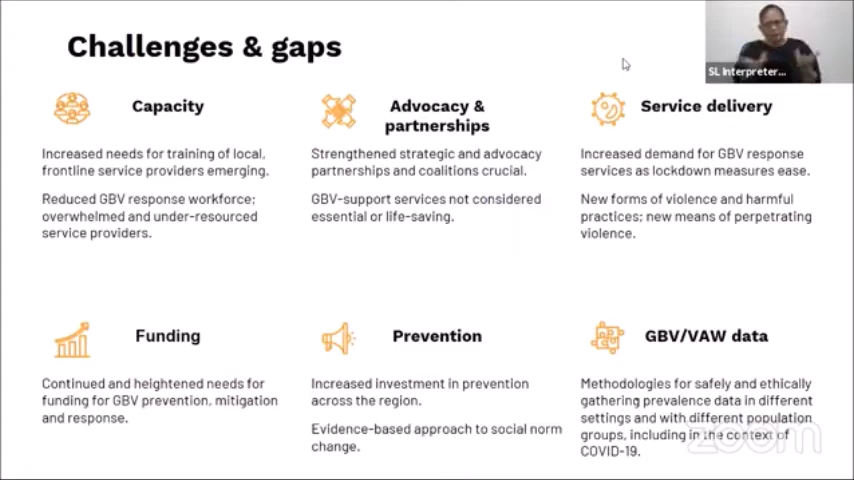 Challenges & gaps
SL Interpreter...
Capacity
Increased needs for training of local,
frontline service providers emerging.
Reduced GBV response workforce;
overwhelmed and under-resourced
service providers.
Advocacy &
partnerships
Strengthened strategic and advocacy
partnerships and coalitions crucial.
GBV-support services not considered
essential or life-saving.
Service delivery
Increased demand for GBV response
services as lockdown measures ease.
New forms of violence and harmful
practices; new means of perpetrating
violence.
Funding
Continued and heightened needs for
funding for GBV prevention, mitigation
and response.
Prevention
Increased investment in prevention
across the region.
Evidence-based approach to social norm
change.
GBV/VAW data
Methodologies for safely and ethically
gathering prevalence data in different
settings and with different population
groups, including in the context of
COVID-19.
zoom